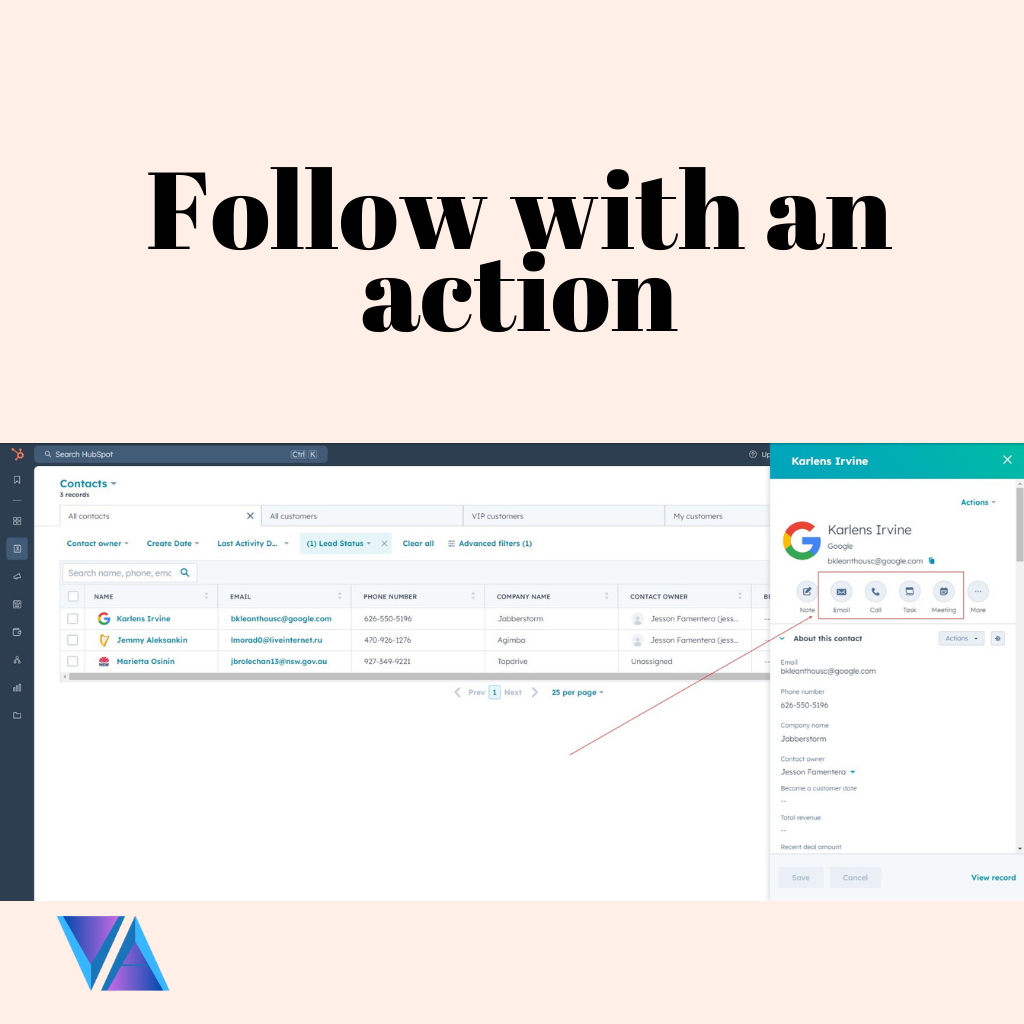 Follow with an
action
Search HubSpot
Ctrl K
Up
Contacts
3 records
All contacts
All customers
VIP customers
My customers
Contact owner
Create Date
Last Activity D...
(1) Lead Status
Clear all
Advanced filters (1)
Search name, phone, emc
NAME EMAIL PHONE NUMBER COMPANY NAME CONTACT OWNER
Karlens Irvine bkleanthousc@google.com 626-550-5196 Jabberstorm Jesson Famentera (jess... --
Jemmy Aleksankin lmorad0@liveinternet.ru 470-926-1276 Agimba Jesson Famentera (jess... --
NSW
Marietta Osinin jbrolechan13@nsw.gov.au 927-349-9221 Topdrive Unassigned --
Prev 1 Next 25 per page
Karlens Irvine
Actions
Karlens Irvine
Google
bkleanthousc@google.com
Note Email Call Task Meeting More
About this contact
Actions
Email
bkleanthousc@google.com
Phone number
626-550-5196
Company name
Jabberstorm
Contact owner
Jesson Famentera
Became a customer date
--
Total revenue
--
Recent deal amount
Save Cancel View record
VA